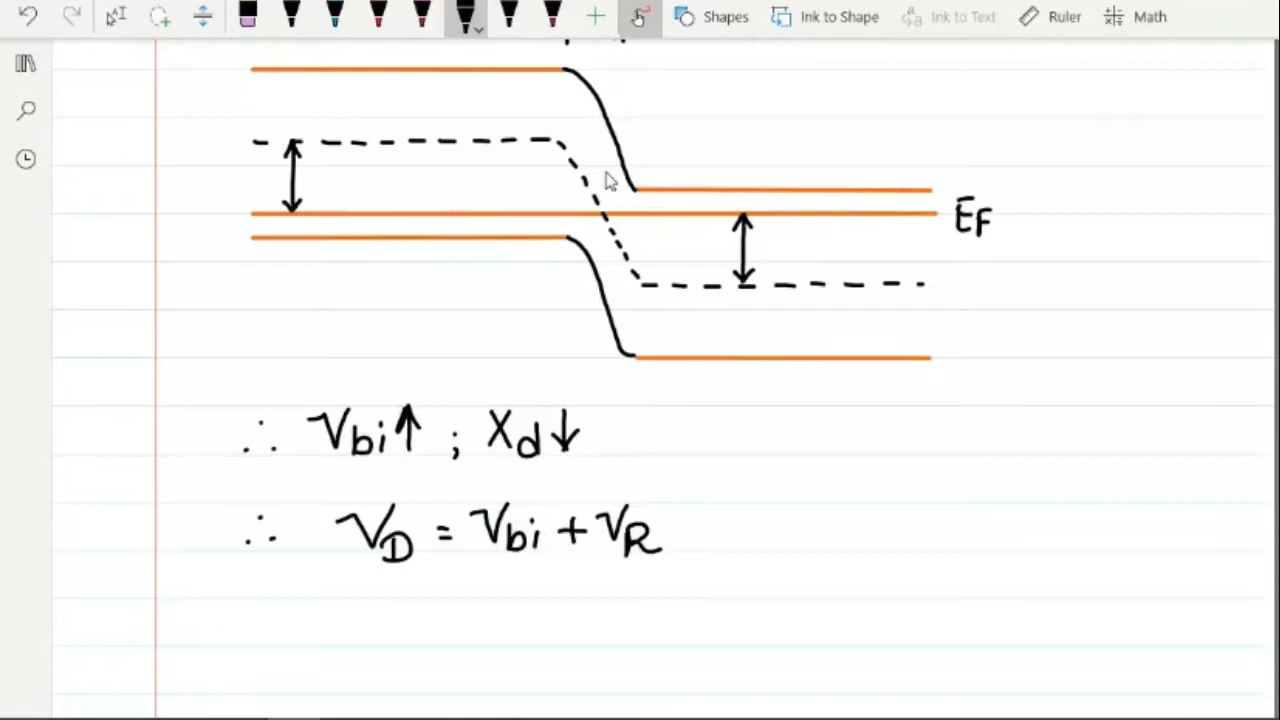 Shapes Ink to Shape Ink to Text Ruler Math
EF
∴ Vbi↑ ; Xd↓
∴ VD = Vbi + VR